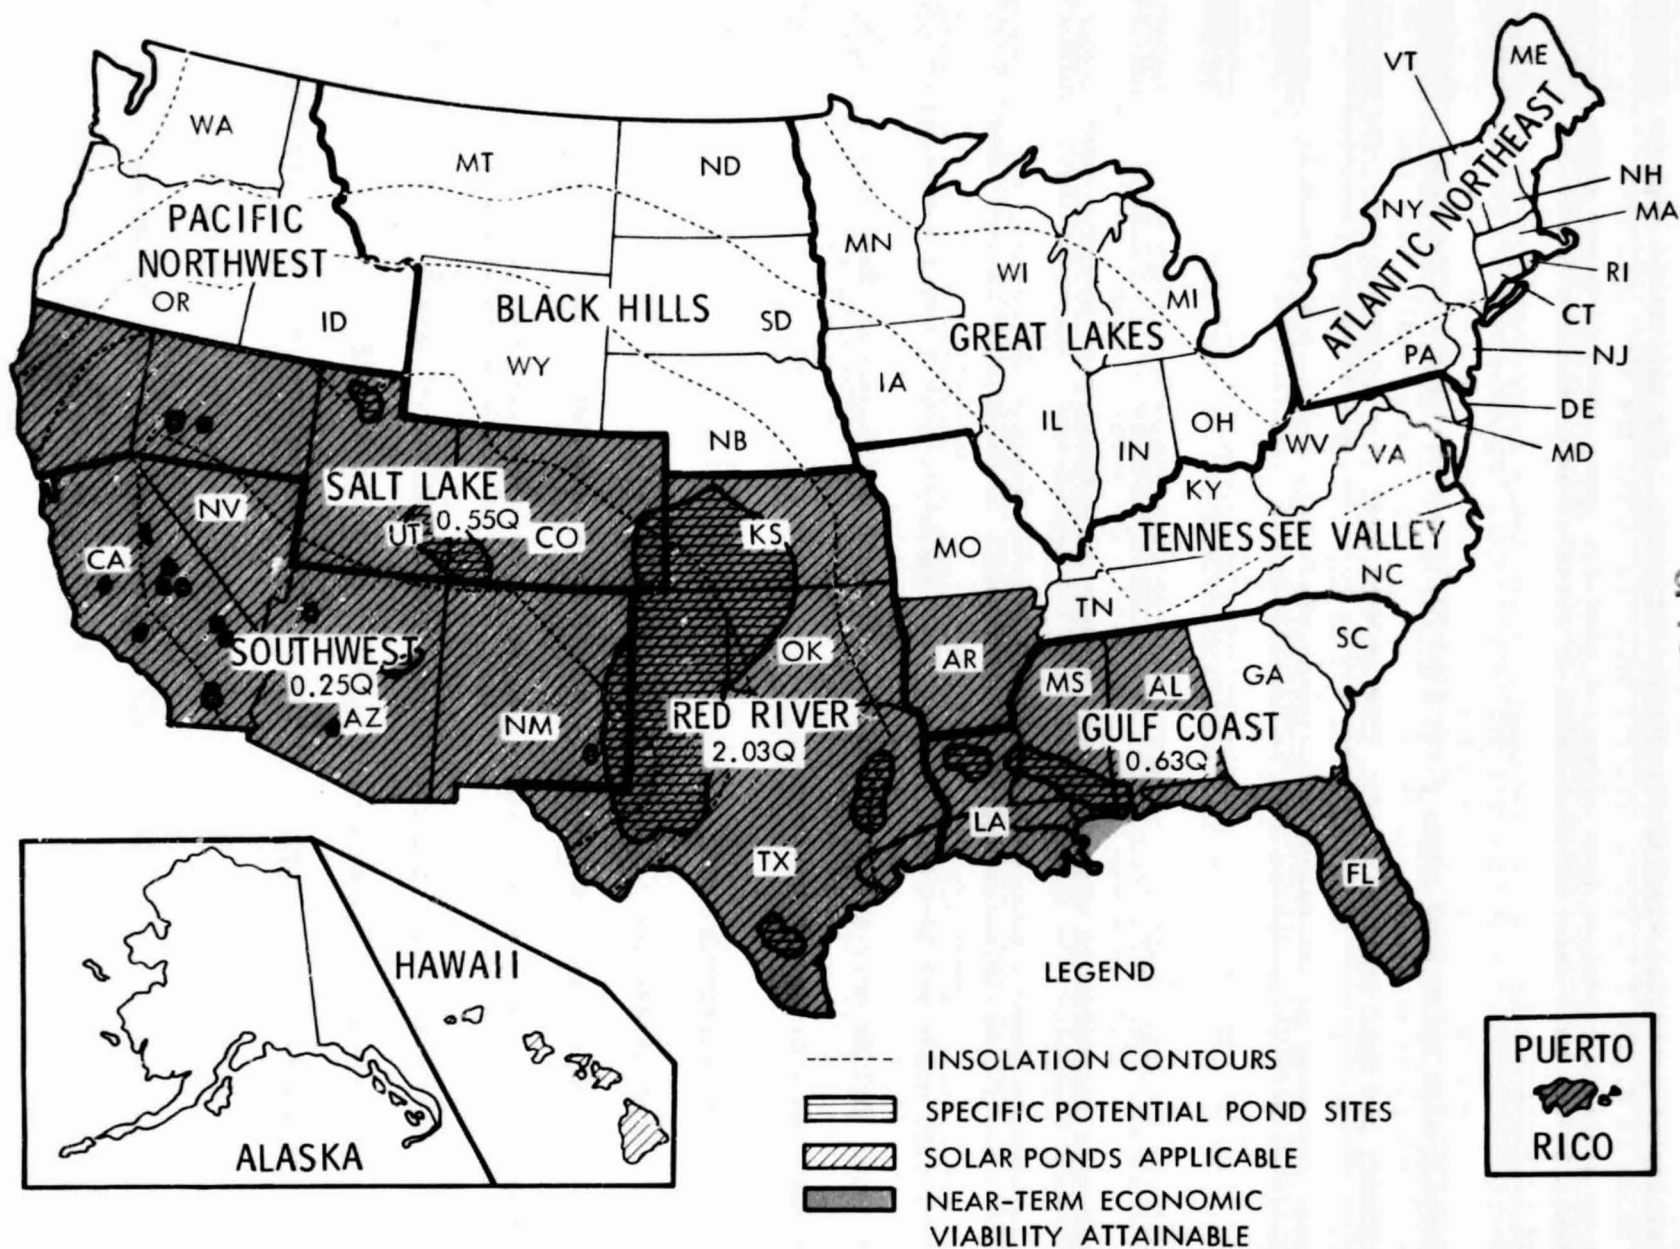 WA
MT
ND
VT
ME
NH
MA
NY
ATLANTIC NORTHEAST
PACIFIC
NORTHWEST
OR
ID
MN
WI
MI
RI
CT
BLACK HILLS
SD
GREAT LAKES
PA
NJ
WY
IA
NB
IL
IN
OH
DE
WV
VA
MD
SALT LAKE
0.55Q
NV
UT
CO
KS
KY
CA
MO
TENNESSEE VALLEY
NC
TN
SOUTHWEST
0.25Q
AZ
NM
OK
RED RIVER
2.03Q
AR
MS
AL
GA
SC
GULF COAST
0.63Q
TX
LA
FL
HAWAII
ALASKA
LEGEND
INSOLATION CONTOURS
SPECIFIC POTENTIAL POND SITES
SOLAR PONDS APPLICABLE
NEAR-TERM ECONOMIC
VIABILITY ATTAINABLE
PUERTO
RICO